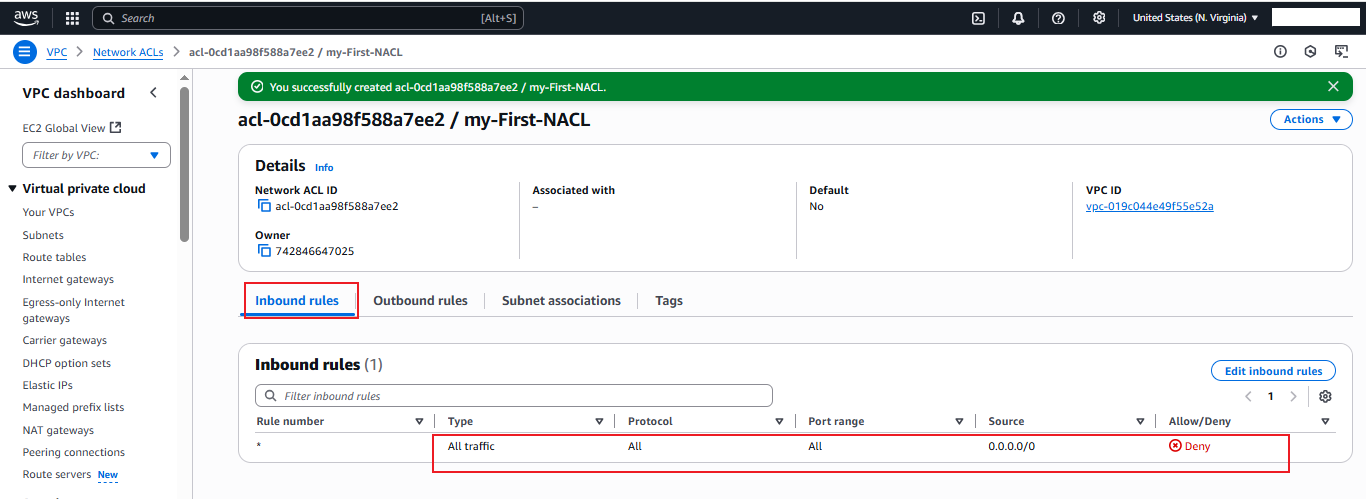 aws
Search [Alt+S]
United States (N. Virginia)
VPC > Network ACLs > acl-0cd1aa98f588a7ee2 / my-First-NACL
VPC dashboard
EC2 Global View
Filter by VPC:
Virtual private cloud
Your VPCs
Subnets
Route tables
Internet gateways
Egress-only Internet
gateways
Carrier gateways
DHCP option sets
Elastic IPs
Managed prefix lists
NAT gateways
Peering connections
Route servers New
You successfully created acl-0cd1aa98f588a7ee2 / my-First-NACL.
acl-0cd1aa98f588a7ee2 / my-First-NACL
Actions
Details Info
Network ACL ID
acl-0cd1aa98f588a7ee2
Associated with
–
Default
No
VPC ID
vpc-019c044e49f55e52a
Owner
742846647025
Inbound rules Outbound rules Subnet associations Tags
Inbound rules (1)
Edit inbound rules
Filter inbound rules
1
Rule number Type Protocol Port range Source Allow/Deny
* All traffic All All 0.0.0.0/0 Deny